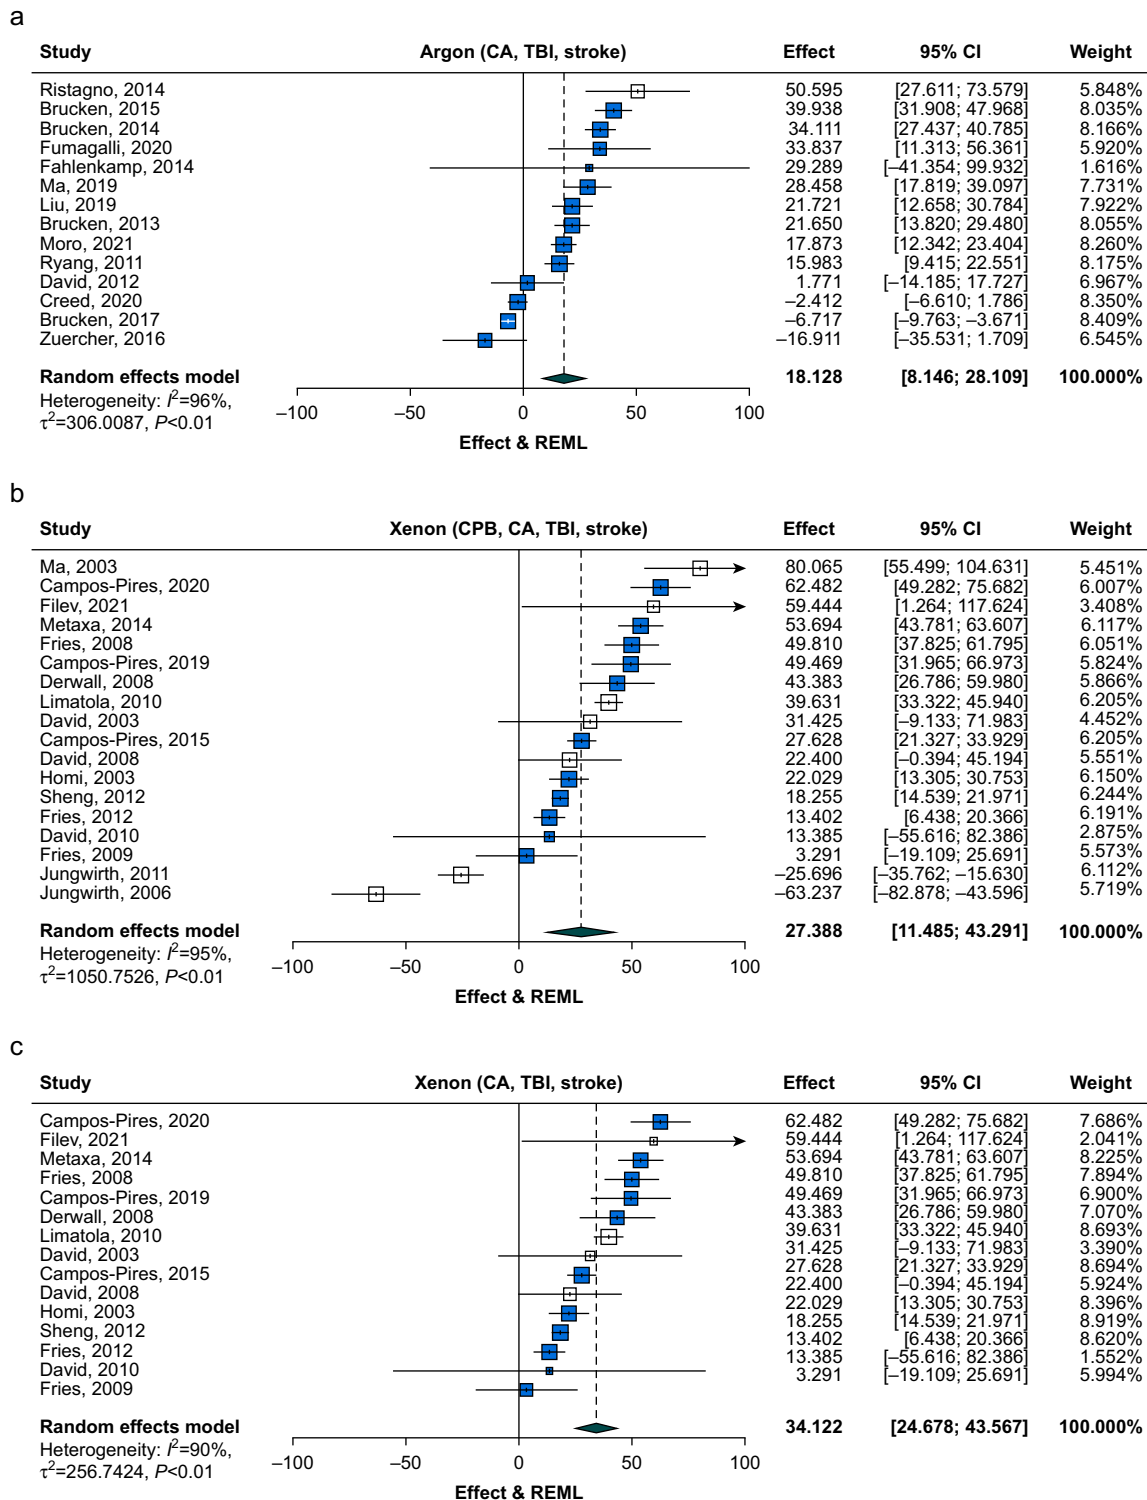 a
Study Argon (CA, TBI, stroke) Effect 95% CI Weight
Ristagno, 2014 50.595 [27.611; 73.579] 5.848%
Brucken, 2015 39.938 [31.908; 47.968] 8.035%
Brucken, 2014 34.111 [27.437; 40.785] 8.166%
Fumagalli, 2020 33.837 [11.313; 56.361] 5.920%
Fahlenkamp, 2014 29.289 [–41.354; 99.932] 1.616%
Ma, 2019 28.458 [17.819; 39.097] 7.731%
Liu, 2019 21.721 [12.658; 30.784] 7.922%
Brucken, 2013 21.650 [13.820; 29.480] 8.055%
Moro, 2021 17.873 [12.342; 23.404] 8.260%
Ryang, 2011 15.983 [9.415; 22.551] 8.175%
David, 2012 1.771 [–14.185; 17.727] 6.967%
Creed, 2020 –2.412 [–6.610; 1.786] 8.350%
Brucken, 2017 –6.717 [–9.763; –3.671] 8.409%
Zuercher, 2016 –16.911 [–35.531; 1.709] 6.545%
Random effects model 18.128 [8.146; 28.109] 100.000%
Heterogeneity: I²=96%,
τ²=306.0087, P<0.01
–100 –50 0 50 100
Effect & REML
b
Study Xenon (CPB, CA, TBI, stroke) Effect 95% CI Weight
Ma, 2003 80.065 [55.499; 104.631] 5.451%
Campos-Pires, 2020 62.482 [49.282; 75.682] 6.007%
Filev, 2021 59.444 [1.264; 117.624] 3.408%
Metaxa, 2014 53.694 [43.781; 63.607] 6.117%
Fries, 2008 49.810 [37.825; 61.795] 6.051%
Campos-Pires, 2019 49.469 [31.965; 66.973] 5.824%
Derwall, 2008 43.383 [26.786; 59.980] 5.866%
Limatola, 2010 39.631 [33.322; 45.940] 6.205%
David, 2003 31.425 [–9.133; 71.983] 4.452%
Campos-Pires, 2015 27.628 [21.327; 33.929] 6.205%
David, 2008 22.400 [–0.394; 45.194] 5.551%
Homi, 2003 22.029 [13.305; 30.753] 6.150%
Sheng, 2012 18.255 [14.539; 21.971] 6.244%
Fries, 2012 13.402 [6.438; 20.366] 6.191%
David, 2010 13.385 [–55.616; 82.386] 2.875%
Fries, 2009 3.291 [–19.109; 25.691] 5.573%
Jungwirth, 2011 –25.696 [–35.762; –15.630] 6.112%
Jungwirth, 2006 –63.237 [–82.878; –43.596] 5.719%
Random effects model 27.388 [11.485; 43.291] 100.000%
Heterogeneity: I²=95%,
τ²=1050.7526, P<0.01
–100 –50 0 50 100
Effect & REML
c
Study Xenon (CA, TBI, stroke) Effect 95% CI Weight
Campos-Pires, 2020 62.482 [49.282; 75.682] 7.686%
Filev, 2021 59.444 [1.264; 117.624] 2.041%
Metaxa, 2014 53.694 [43.781; 63.607] 8.225%
Fries, 2008 49.810 [37.825; 61.795] 7.894%
Campos-Pires, 2019 49.469 [31.965; 66.973] 6.900%
Derwall, 2008 43.383 [26.786; 59.980] 7.070%
Limatola, 2010 39.631 [33.322; 45.940] 8.693%
David, 2003 31.425 [–9.133; 71.983] 3.390%
Campos-Pires, 2015 27.628 [21.327; 33.929] 8.694%
David, 2008 22.400 [–0.394; 45.194] 5.924%
Homi, 2003 22.029 [13.305; 30.753] 8.396%
Sheng, 2012 18.255 [14.539; 21.971] 8.919%
Fries, 2012 13.402 [6.438; 20.366] 8.620%
David, 2010 13.385 [–55.616; 82.386] 1.552%
Fries, 2009 3.291 [–19.109; 25.691] 5.994%
Random effects model 34.122 [24.678; 43.567] 100.000%
Heterogeneity: I²=90%,
τ²=256.7424, P<0.01
–100 –50 0 50 100
Effect & REML